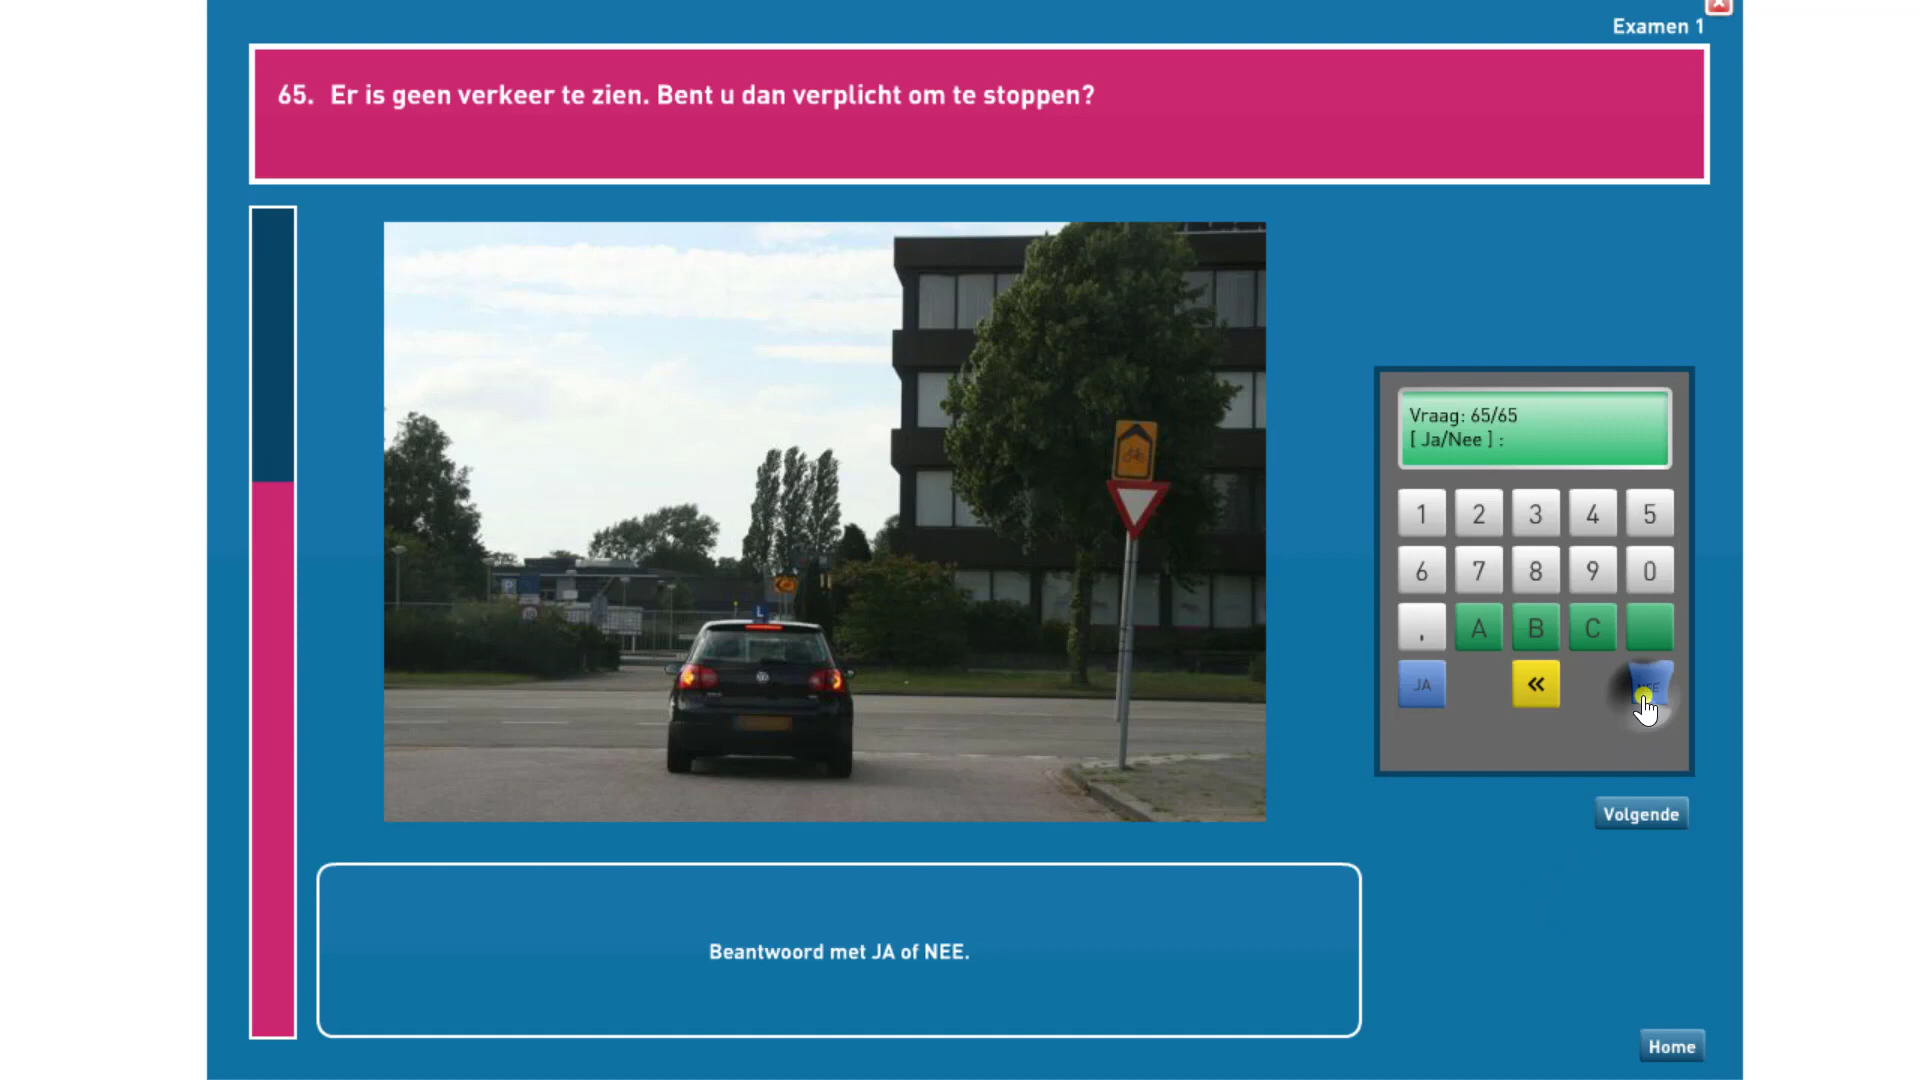 Examen 1
65. Er is geen verkeer te zien. Bent u dan verplicht om te stoppen?
P
L
Vraag: 65/65
[ Ja/Nee ] :
1 2 3 4 5
6 7 8 9 0
, A B C
JA « NEE
Volgende
Beantwoord met JA of NEE.
Home